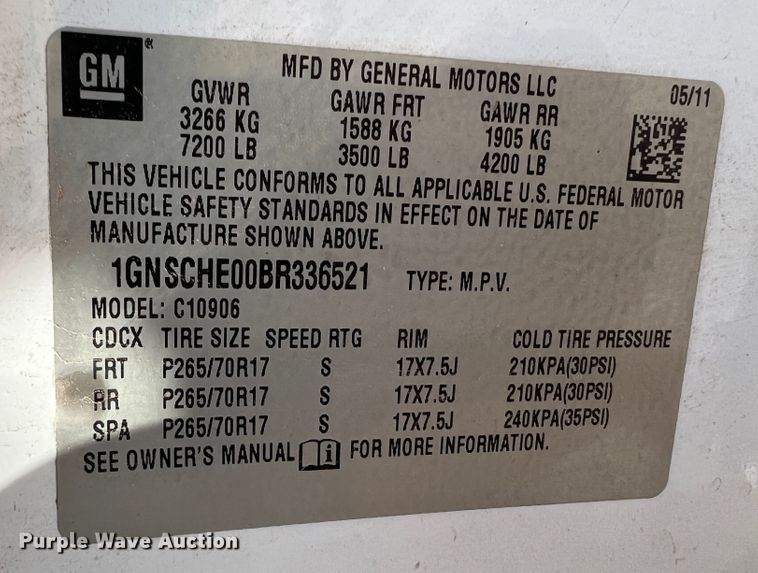 GM ®
MFD BY GENERAL MOTORS LLC 05/11
GVWR GAWR FRT GAWR RR
3266 KG 1588 KG 1905 KG
7200 LB 3500 LB 4200 LB
THIS VEHICLE CONFORMS TO ALL APPLICABLE U.S. FEDERAL MOTOR
VEHICLE SAFETY STANDARDS IN EFFECT ON THE DATE OF
MANUFACTURE SHOWN ABOVE.
1GNSCHE00BR336521 TYPE: M.P.V.
MODEL: C10906
CDCX TIRE SIZE SPEED RTG RIM COLD TIRE PRESSURE
FRT P265/70R17 S 17X7.5J 210KPA(30PSI)
RR P265/70R17 S 17X7.5J 210KPA(30PSI)
SPA P265/70R17 S 17X7.5J 240KPA(35PSI)
SEE OWNER'S MANUAL i FOR MORE INFORMATION.
Purple Wave Auction